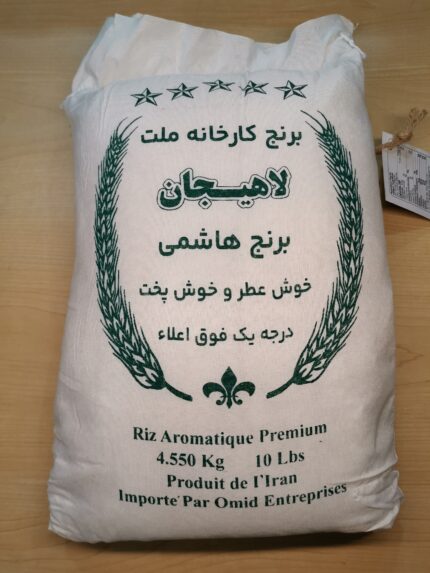 برنج کارخانه ملت
لاهیجان
برنج هاشمی
خوش عطر و خوش پخت
درجه یک فوق اعلاء
Riz Aromatique Premium
4.550 Kg 10 Lbs
Produit de I'Iran
Importe' Par Omid Entreprises